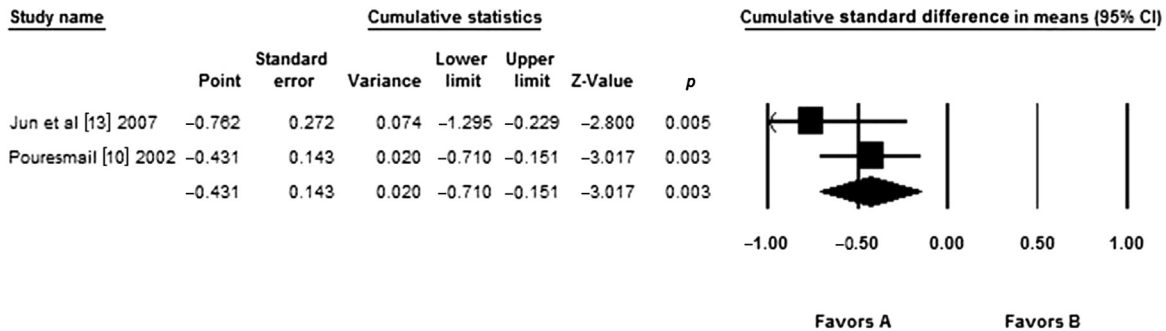 Study name Cumulative statistics Cumulative standard difference in means (95% CI)
Standard Lower Upper
Point error Variance limit limit Z-Value p
Jun et al [13] 2007 −0.762 0.272 0.074 −1.295 −0.229 −2.800 0.005
Pouresmail [10] 2002 −0.431 0.143 0.020 −0.710 −0.151 −3.017 0.003
−0.431 0.143 0.020 −0.710 −0.151 −3.017 0.003
−1.00 −0.50 0.00 0.50 1.00
Favors A Favors B